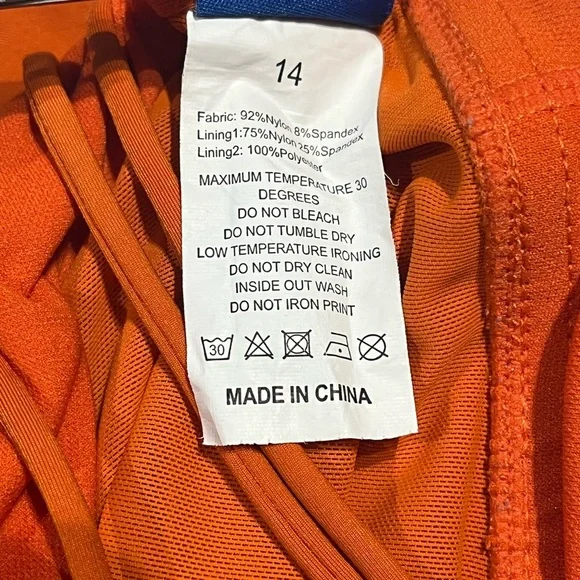 14
Fabric: 92%Nylon 8%Spandex
Lining1:75%Nylon 25%Spandex
Lining2: 100%Polyester
MAXIMUM TEMPERATURE 30
DEGREES
DO NOT BLEACH
DO NOT TUMBLE DRY
LOW TEMPERATURE IRONING
DO NOT DRY CLEAN
INSIDE OUT WASH
DO NOT IRON PRINT
30
MADE IN CHINA